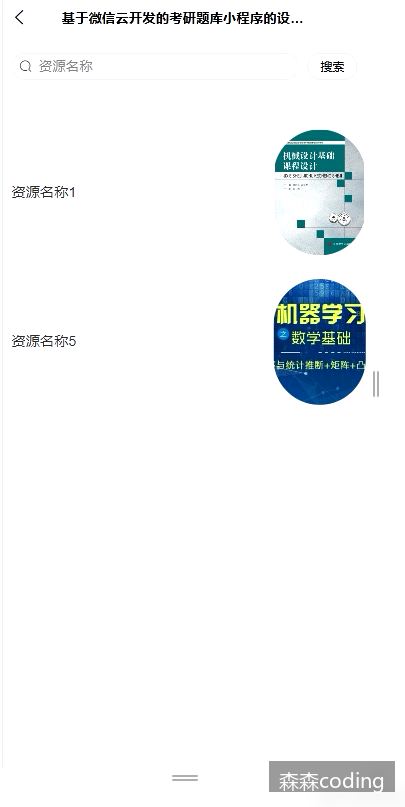 基于微信云开发的考研题库小程序的设...
资源名称
搜索
机械设计基础
课程设计
资源名称1
机器学习
之
数学基础
资源名称5
与统计推断+矩阵+凸
森森coding